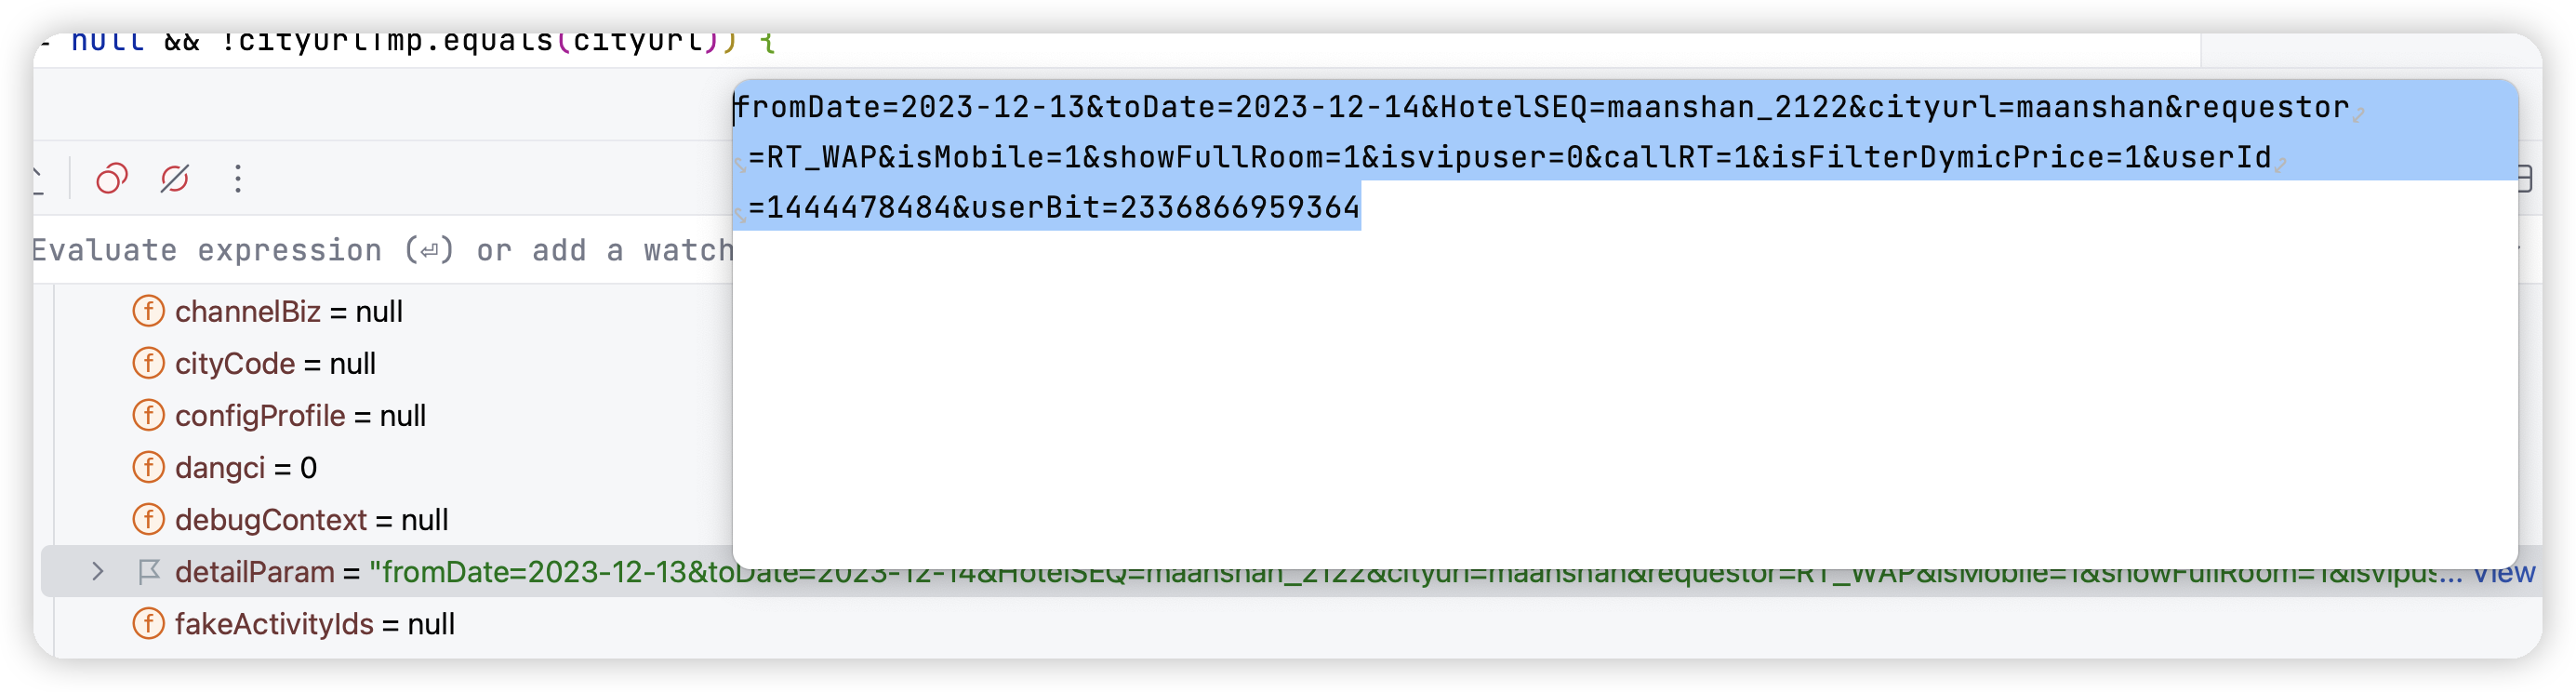 null && !cityurlTmp.equals(cityurl)) {
fromDate=2023-12-13&toDate=2023-12-14&HotelSEQ=maanshan_2122&cityurl=maanshan&requestor
=RT_WAP&isMobile=1&showFullRoom=1&isvipuser=0&callRT=1&isFilterDymicPrice=1&userId
=1444478484&userBit=2336866959364
Evaluate expression (⏎) or add a watch
channelBiz = null
cityCode = null
configProfile = null
dangci = 0
debugContext = null
detailParam = "fromDate=2023-12-13&toDate=2023-12-14&HotelSEQ=maanshan_2122&cityurl=maanshan&requestor=RT_WAP&isMobile=1&showFullRoom=1&isvipus... View
fakeActivityIds = null